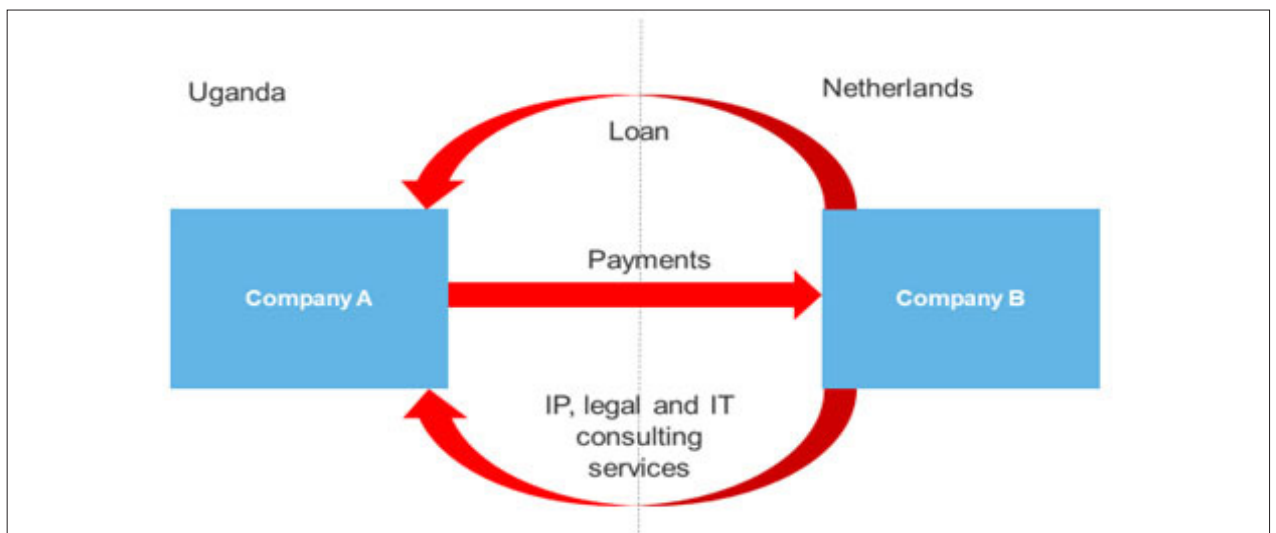 Uganda
Netherlands
Loan
Payments
Company A
Company B
IP, legal and IT
consulting
services